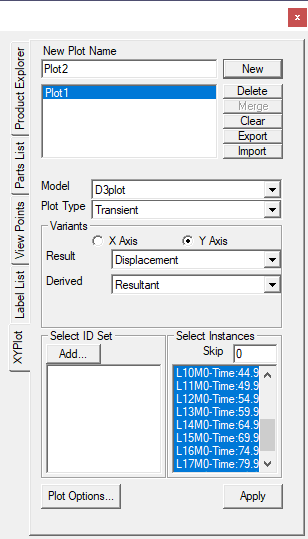 x
Product Explorer
Parts List
View Points
Label List
XYPlot
New Plot Name
Plot2
New
Plot1
Delete
Merge
Clear
Export
Import
Model
D3plot
Plot Type
Transient
Variants
X Axis
Y Axis
Result
Displacement
Derived
Resultant
Select ID Set
Add...
Select Instances
Skip
0
L10M0-Time:44.9
L11M0-Time:49.9
L12M0-Time:54.9
L13M0-Time:59.9
L14M0-Time:64.9
L15M0-Time:69.9
L16M0-Time:74.9
L17M0-Time:79.9
Plot Options...
Apply